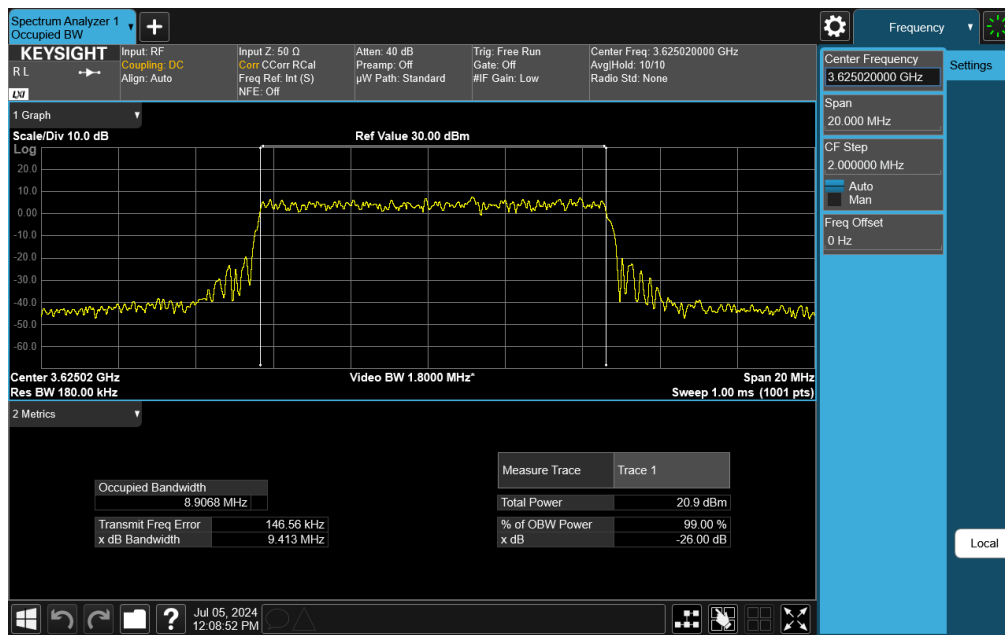 Spectrum Analyzer 1
Occupied BW
Frequency
KEYSIGHT
R L
LXI
Input: RF
Coupling: DC
Align: Auto
Input Z: 50 Ω
Corr CCorr RCal
Freq Ref: Int (S)
NFE: Off
Atten: 40 dB
Preamp: Off
µW Path: Standard
Trig: Free Run
Gate: Off
#IF Gain: Low
Center Freq: 3.625020000 GHz
Avg|Hold: 10/10
Radio Std: None
Center Frequency
3.625020000 GHz
Settings
Span
20.000 MHz
CF Step
2.000000 MHz
Auto
Man
Freq Offset
0 Hz
1 Graph
Scale/Div 10.0 dB
Ref Value 30.00 dBm
Log
20.0
10.0
0.00
-10.0
-20.0
-30.0
-40.0
-50.0
-60.0
Center 3.62502 GHz
Video BW 1.8000 MHz*
Span 20 MHz
Res BW 180.00 kHz
Sweep 1.00 ms (1001 pts)
2 Metrics
Measure Trace
Trace 1
Occupied Bandwidth
8.9068 MHz
Total Power
20.9 dBm
Transmit Freq Error
146.56 kHz
% of OBW Power
99.00 %
x dB Bandwidth
9.413 MHz
x dB
-26.00 dB
Local
?
Jul 05, 2024
12:08:52 PM